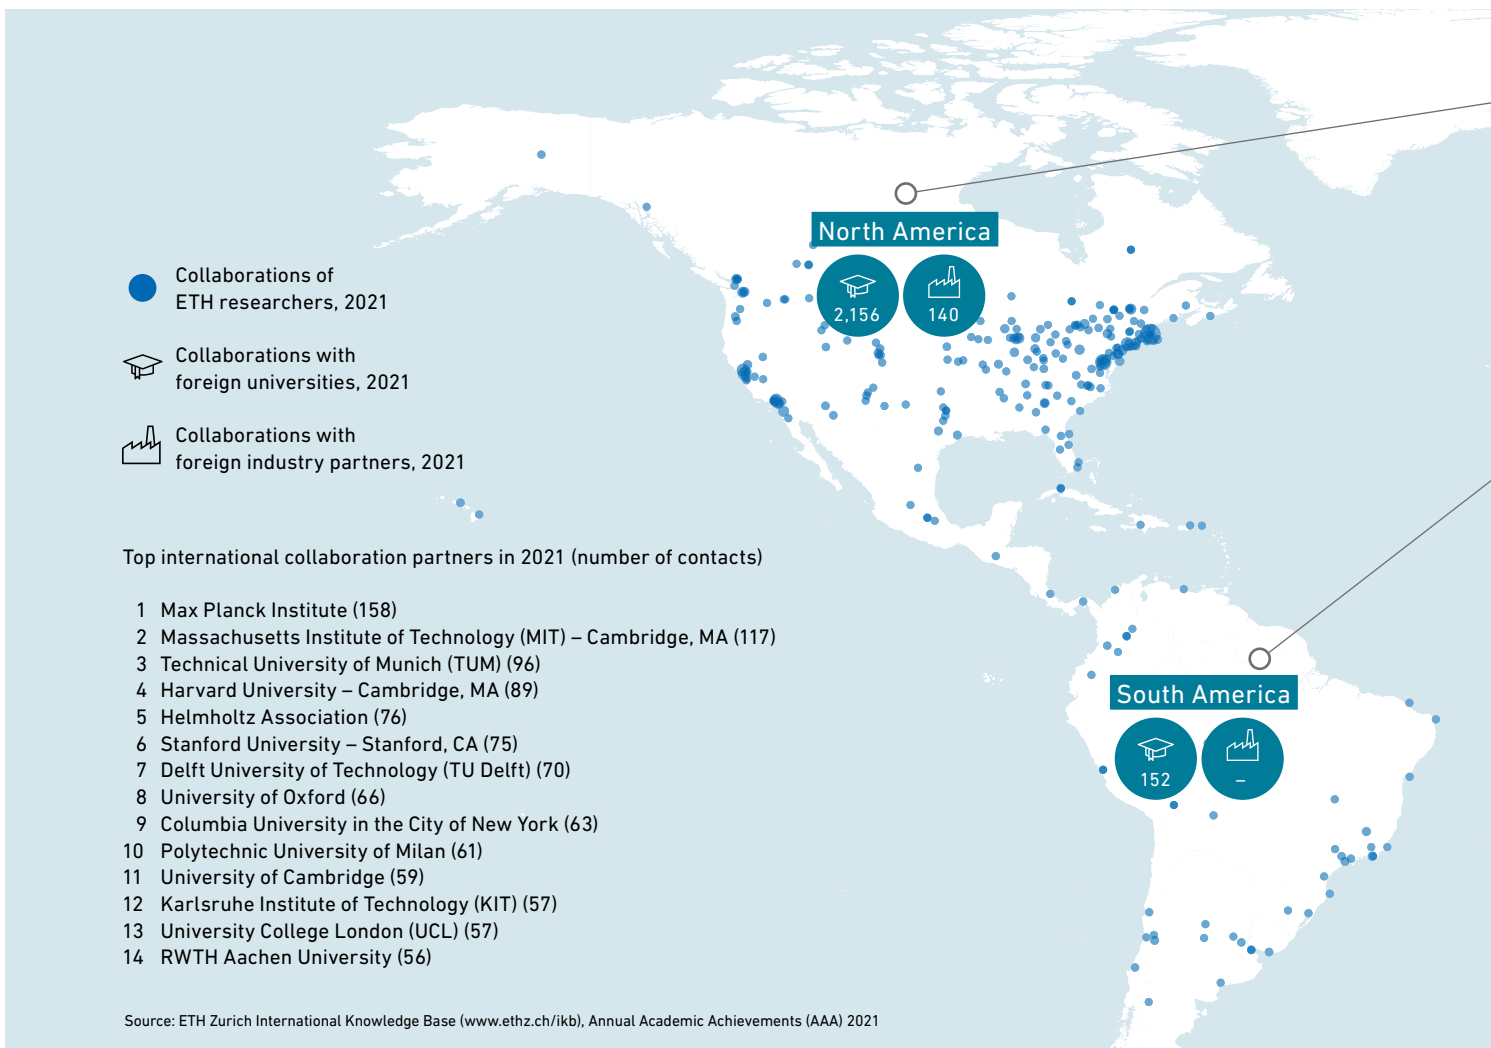 North America
2,156
140
Collaborations of
ETH researchers, 2021
Collaborations with
foreign universities, 2021
Collaborations with
foreign industry partners, 2021
Top international collaboration partners in 2021 (number of contacts)
1 Max Planck Institute (158)
2 Massachusetts Institute of Technology (MIT) – Cambridge, MA (117)
3 Technical University of Munich (TUM) (96)
4 Harvard University – Cambridge, MA (89)
5 Helmholtz Association (76)
6 Stanford University – Stanford, CA (75)
7 Delft University of Technology (TU Delft) (70)
8 University of Oxford (66)
9 Columbia University in the City of New York (63)
10 Polytechnic University of Milan (61)
11 University of Cambridge (59)
12 Karlsruhe Institute of Technology (KIT) (57)
13 University College London (UCL) (57)
14 RWTH Aachen University (56)
South America
152
–
Source: ETH Zurich International Knowledge Base (www.ethz.ch/ikb), Annual Academic Achievements (AAA) 2021